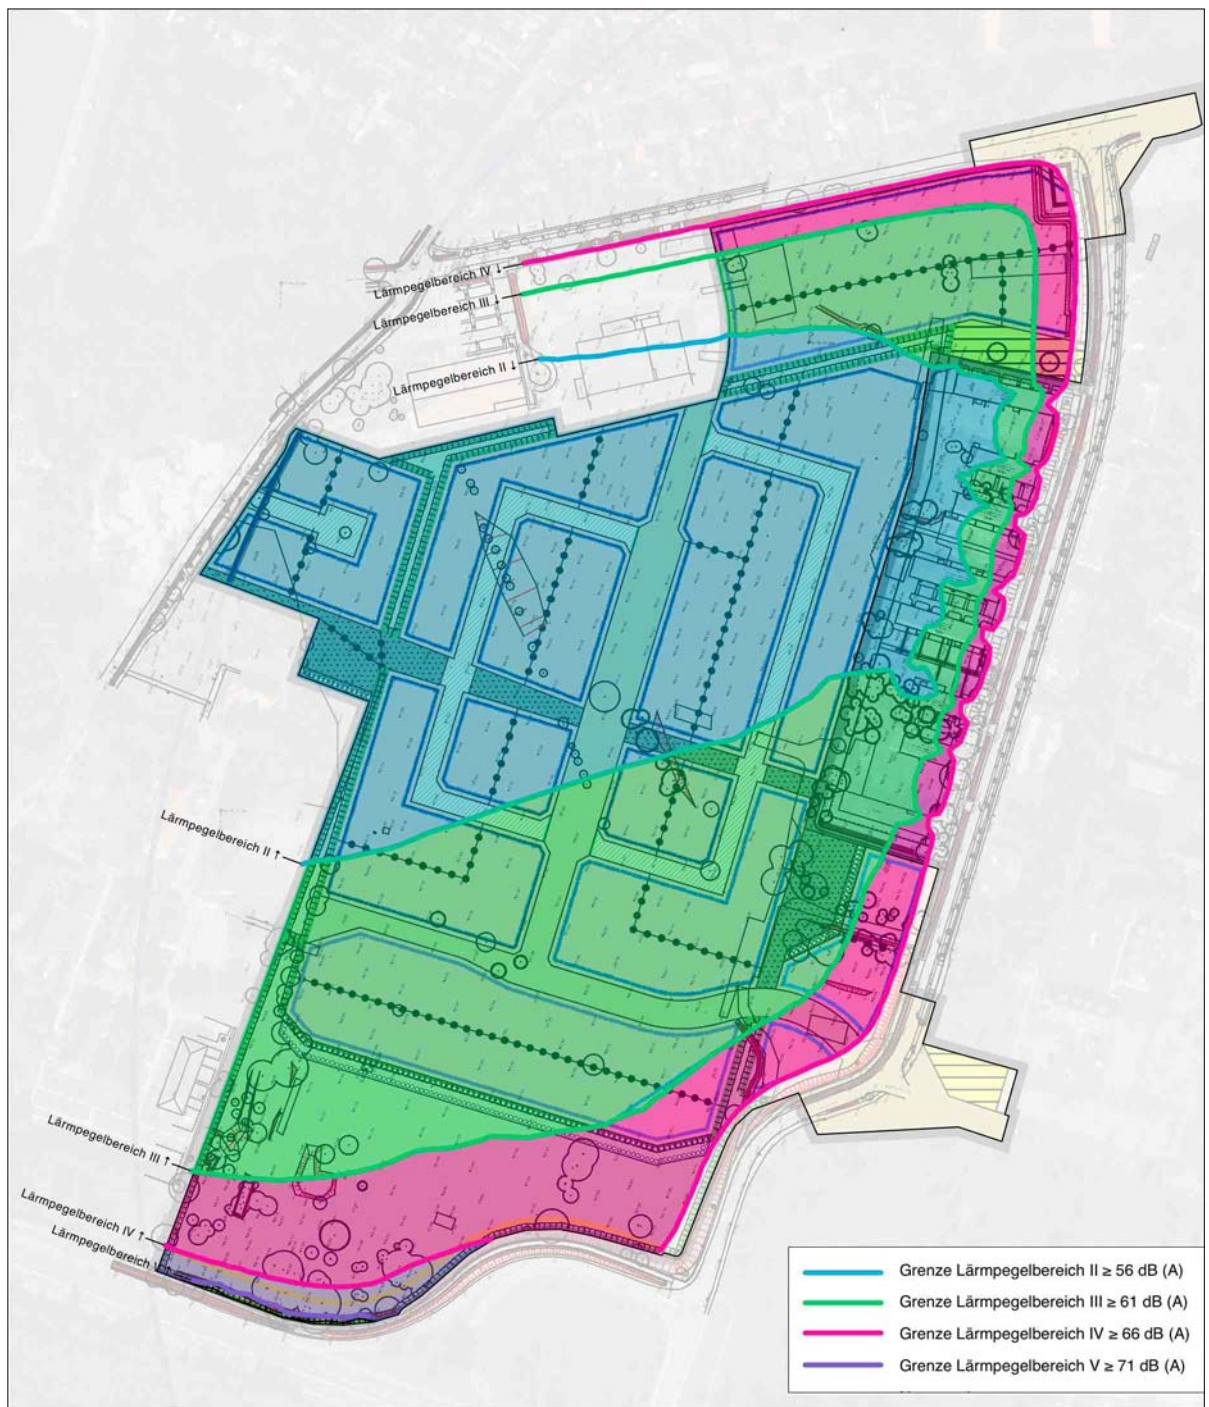 Lärmpegelbereich IV ↓
Lärmpegelbereich III ↓
Lärmpegelbereich II ↓
Lärmpegelbereich II ↑
Lärmpegelbereich III ↑
Lärmpegelbereich IV ↑
Lärmpegelbereich
Grenze Lärmpegelbereich II ≥ 56 dB (A)
Grenze Lärmpegelbereich III ≥ 61 dB (A)
Grenze Lärmpegelbereich IV ≥ 66 dB (A)
Grenze Lärmpegelbereich V ≥ 71 dB (A)